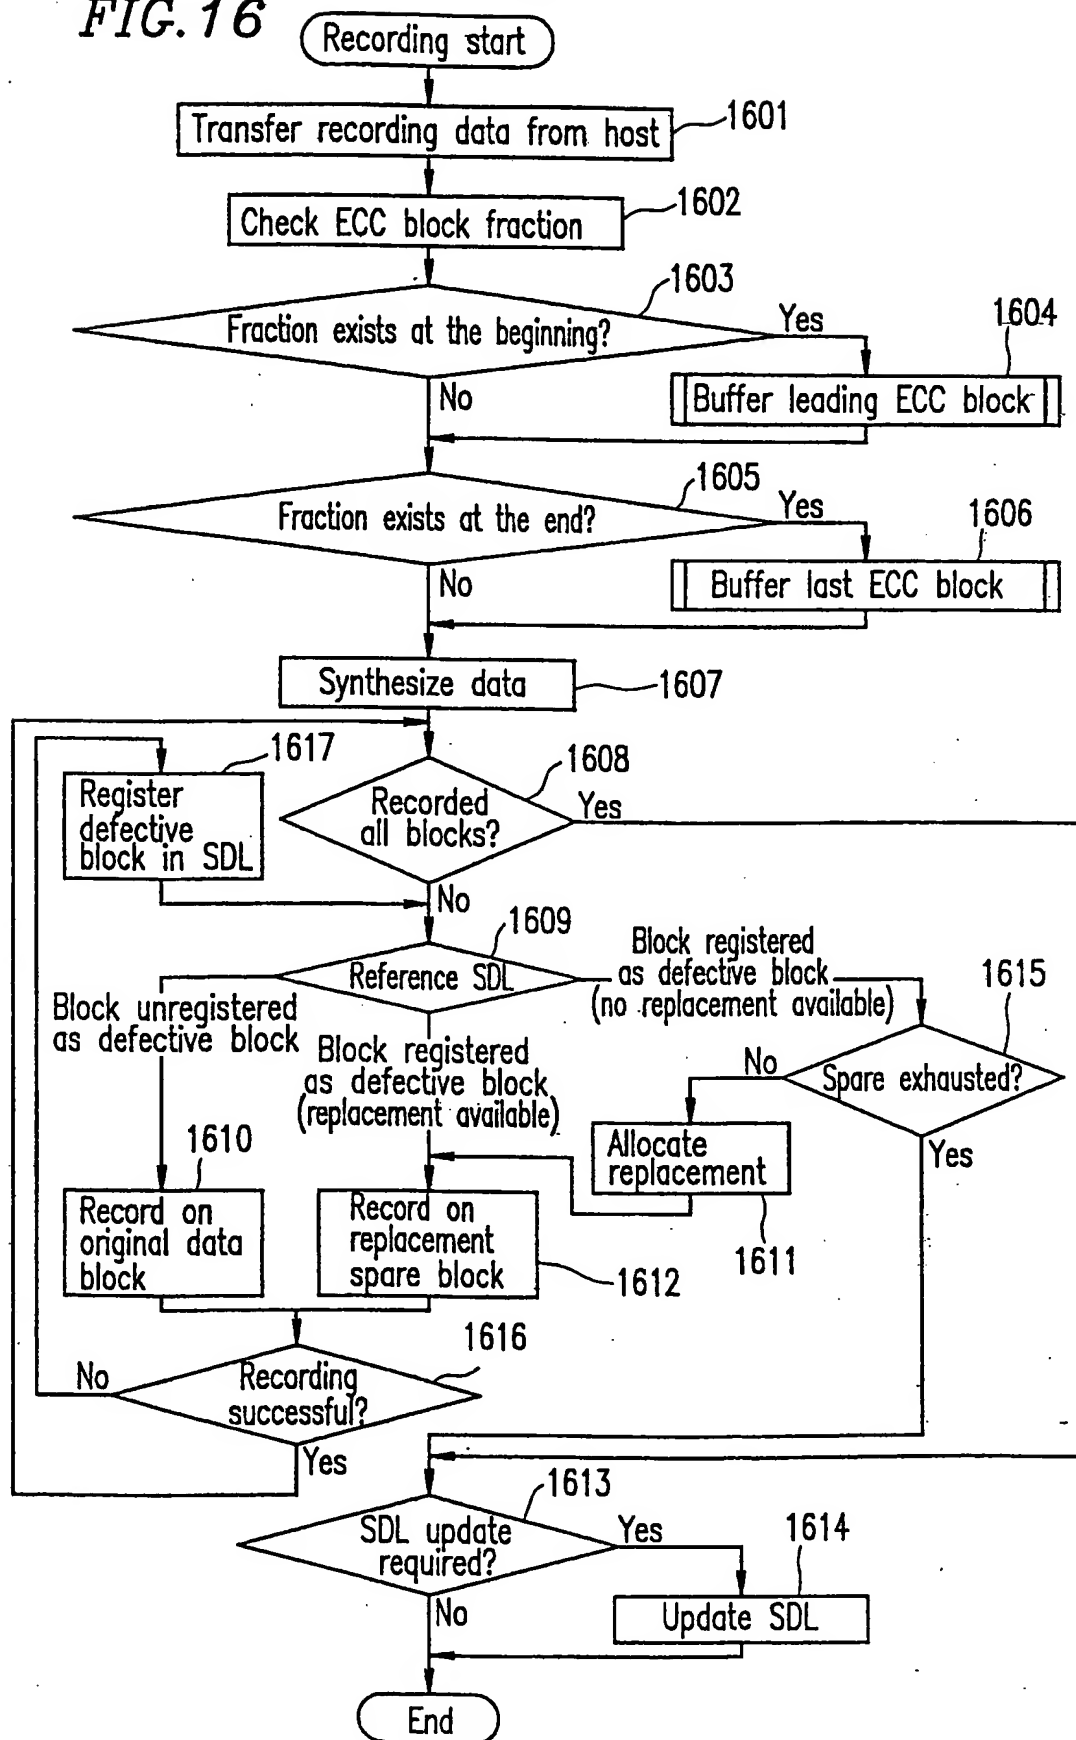 FIG.16
Recording start
Transfer recording data from host
1601
Check ECC block fraction
1602
Fraction exists at the beginning?
1603
Yes
No
1604
Buffer leading ECC block
Fraction exists at the end?
1605
Yes
No
1606
Buffer last ECC block
Synthesize data
1607
1617
Register
defective
block in SDL
1608
Recorded
all blocks?
Yes
No
1609
Reference SDL
Block unregistered
as defective block
Block registered
as defective block
(replacement available)
Block registered
as defective block
(no replacement available)
1615
Spare exhausted?
No
Yes
Allocate
replacement
1611
1610
Record on
original data
block
Record on
replacement
spare block
1612
1616
Recording
successful?
No
Yes
1613
SDL update
required?
Yes
No
1614
Update SDL
End